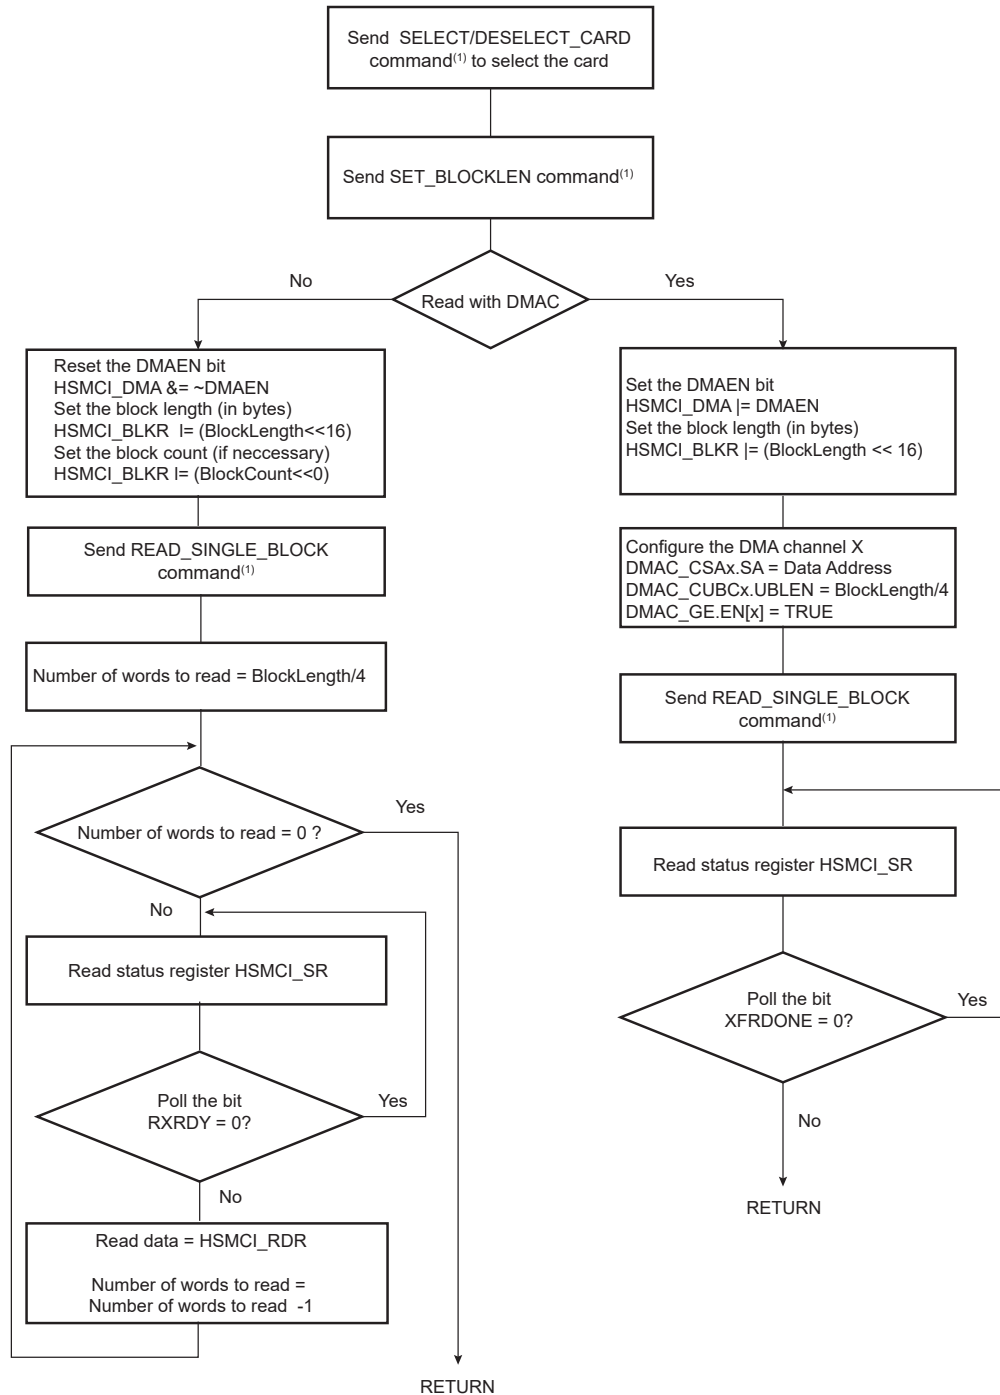 Send  SELECT/DESELECT_CARD
command(1) to select the card
Send SET_BLOCKLEN command(1)
No
Yes
Read with DMAC
Reset the DMAEN bit
HSMCI_DMA &= ~DMAEN
Set the block length (in bytes)
HSMCI_BLKR  l= (BlockLength<<16)
Set the block count (if neccessary)
HSMCI_BLKR l= (BlockCount<<0)
Send READ_SINGLE_BLOCK
command(1)
Number of words to read = BlockLength/4
Number of words to read = 0 ?
Yes
No
Read status register HSMCI_SR
Poll the bit
RXRDY = 0?
Yes
No
Read data = HSMCI_RDR
Number of words to read =
Number of words to read  -1
RETURN
Set the DMAEN bit
HSMCI_DMA |= DMAEN
Set the block length (in bytes)
HSMCI_BLKR |= (BlockLength << 16)
Configure the DMA channel X
DMAC_CSAx.SA = Data Address
DMAC_CUBCx.UBLEN = BlockLength/4
DMAC_GE.EN[x] = TRUE
Send READ_SINGLE_BLOCK
command(1)
Read status register HSMCI_SR
Poll the bit
XFRDONE = 0?
Yes
No
RETURN